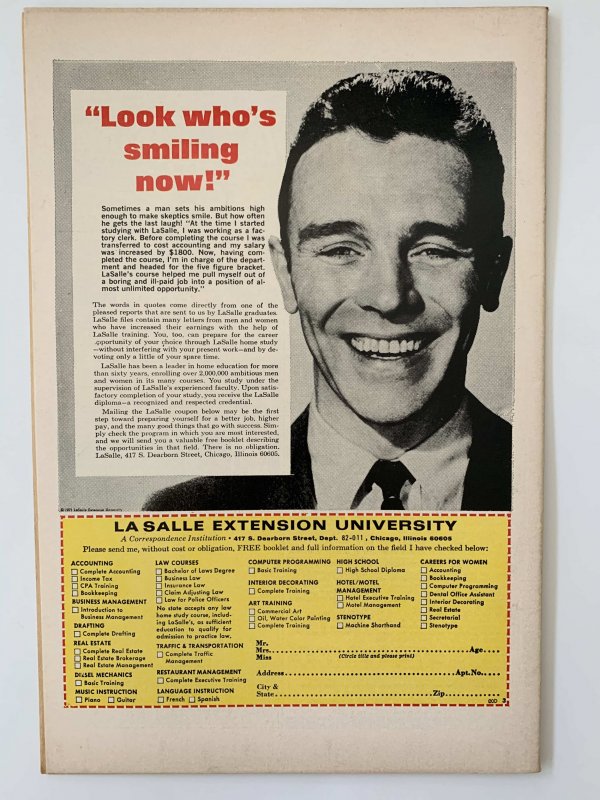 “Look who’s
smiling
now!”
Sometimes a man sets his ambitions high
enough to make skeptics smile. But how often
he gets the last laugh! “At the time I started
studying with LaSalle, I was working as a fac-
tory clerk. Before completing the course I was
transferred to cost accounting and my salary
was increased by $1800. Now, having com-
pleted the course, I’m in charge of the depart-
ment and headed for the five figure bracket.
LaSalle’s course helped me pull myself out of
a boring and ill-paid job into a position of al-
most unlimited opportunity.”
The words in quotes come directly from one of the
pleased reports that are sent to us by LaSalle graduates.
LaSalle files contain many letters from men and women
who have increased their earnings with the help of
LaSalle training. You, too, can prepare for the career
opportunity of your choice through LaSalle home study
—without interfering with your present work—and by de-
voting only a little of your spare time.
LaSalle has been a leader in home education for more
than sixty years, enrolling over 2,000,000 ambitious men
and women in its many courses. You study under the
supervision of LaSalle’s experienced faculty. Upon satis-
factory completion of your study, you receive the LaSalle
diploma—a recognized and respected credential.
Mailing the LaSalle coupon below may be the first
step toward preparing yourself for a better job, higher
pay, and the many good things that go with success. Sim-
ply check the program in which you are most interested,
and we will send you a valuable free booklet describing
the opportunities in that field. There is no obligation.
LaSalle, 417 S. Dearborn Street, Chicago, Illinois 60605.
LaSalle Extension University
LA SALLE EXTENSION UNIVERSITY
A Correspondence Institution • 417 S. Dearborn Street, Dept. 82-011, Chicago, Illinois 60605
Please send me, without cost or obligation, FREE booklet and full information on the field I have checked below:
ACCOUNTING
Complete Accounting
Income Tax
CPA Training
Bookkeeping
BUSINESS MANAGEMENT
Introduction to
Business Management
DRAFTING
Complete Drafting
REAL ESTATE
Complete Real Estate
Real Estate Brokerage
Real Estate Management
DIESEL MECHANICS
Basic Training
MUSIC INSTRUCTION
Piano Guitar
LAW COURSES
Bachelor of Laws Degree
Business Law
Insurance Law
Claim Adjusting Law
Law for Police Officers
No state accepts any law
home study course, includ-
ing LaSalle’s, as sufficient
education to qualify for
admission to practice law.
TRAFFIC & TRANSPORTATION
Complete Traffic
Management
RESTAURANT MANAGEMENT
Complete Executive Training
LANGUAGE INSTRUCTION
French Spanish
COMPUTER PROGRAMMING
Basic Training
INTERIOR DECORATING
Complete Training
ART TRAINING
Commercial Art
Oil, Water Color Painting
Complete Training
HIGH SCHOOL
High School Diploma
HOTEL/MOTEL
MANAGEMENT
Hotel Executive Training
Motel Management
STENOTYPE
Machine Shorthand
CAREERS FOR WOMEN
Accounting
Bookkeeping
Computer Programming
Dental Office Assistant
Interior Decorating
Real Estate
Secretarial
Stenotype
Mr.
Mrs. Age
Miss (Circle title and please print)
Address Apt. No.
City &
State Zip
3